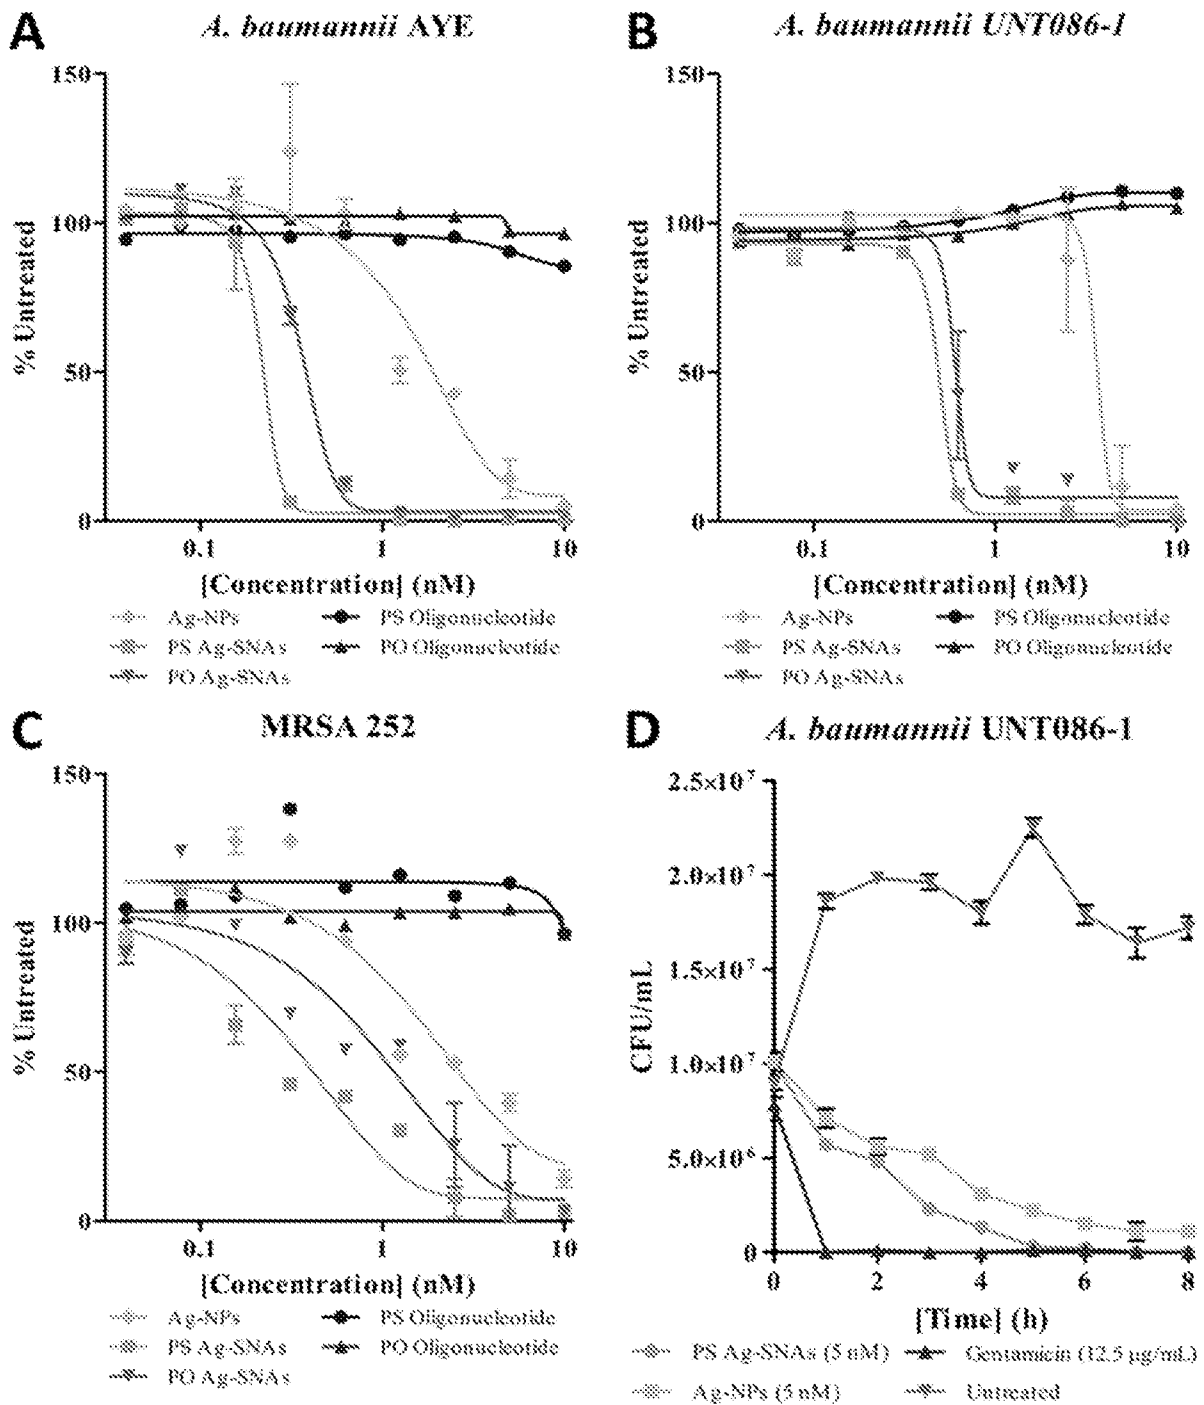 A
A. baumannii AYE
150
100
50
0
% Untreated
0.1 1 10
[Concentration] (nM)
Ag-NPs
PS Oligonucleotide
PS Ag-SNAs
PO Oligonucleotide
PO Ag-SNAs
B
A. baumannii UNT086-1
150
100
50
0
% Untreated
0.1 1 10
[Concentration] (nM)
Ag-NPs
PS Oligonucleotide
PS Ag-SNAs
PO Oligonucleotide
PO Ag-SNAs
C
MRSA 252
150
100
50
0
% Untreated
0.1 1 10
[Concentration] (nM)
Ag-NPs
PS Oligonucleotide
PS Ag-SNAs
PO Oligonucleotide
PO Ag-SNAs
D
A. baumannii UNT086-1
2.5×10⁷
2.0×10⁷
1.5×10⁷
1.0×10⁷
5.0×10⁶
0
CFU/mL
0 2 4 6 8
[Time] (h)
PS Ag-SNAs (5 nM)
Gentamicin (12.5 µg/mL)
Ag-NPs (5 nM)
Untreated